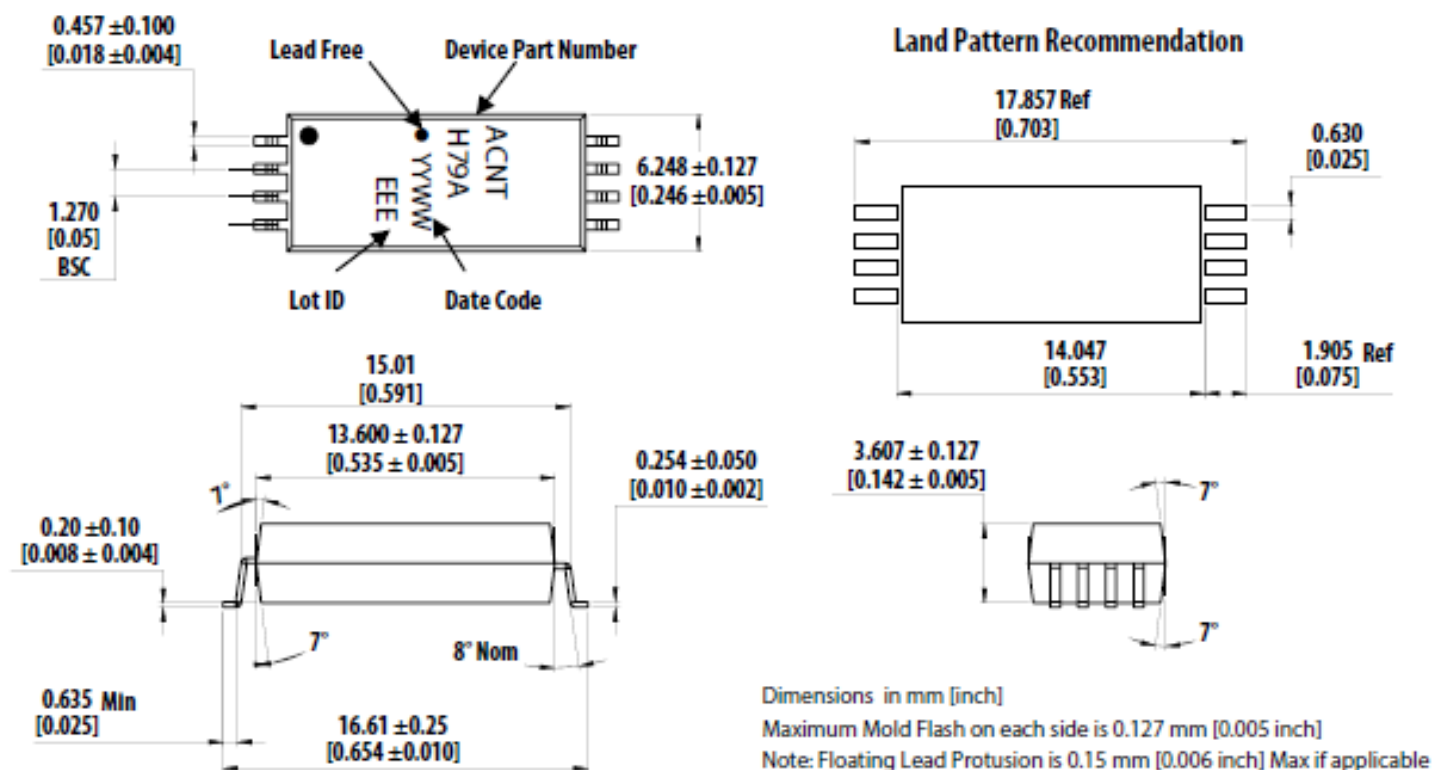 0.457 ±0.100
[0.018 ±0.004]
Lead Free
Device Part Number
ACNT
H79A
YYWW
EEE
6.248 ±0.127
[0.246 ±0.005]
1.270
[0.05]
BSC
Lot ID
Date Code
Land Pattern Recommendation
17.857 Ref
[0.703]
0.630
[0.025]
14.047
[0.553]
1.905 Ref
[0.075]
15.01
[0.591]
13.600 ± 0.127
[0.535 ± 0.005]
0.254 ±0.050
[0.010 ±0.002]
7°
0.20 ±0.10
[0.008 ± 0.004]
7°
8° Nom
0.635 Min
[0.025]
16.61 ±0.25
[0.654 ±0.010]
3.607 ± 0.127
[0.142 ± 0.005]
7°
7°
Dimensions in mm [inch]
Maximum Mold Flash on each side is 0.127 mm [0.005 inch]
Note: Floating Lead Protusion is 0.15 mm [0.006 inch] Max if applicable